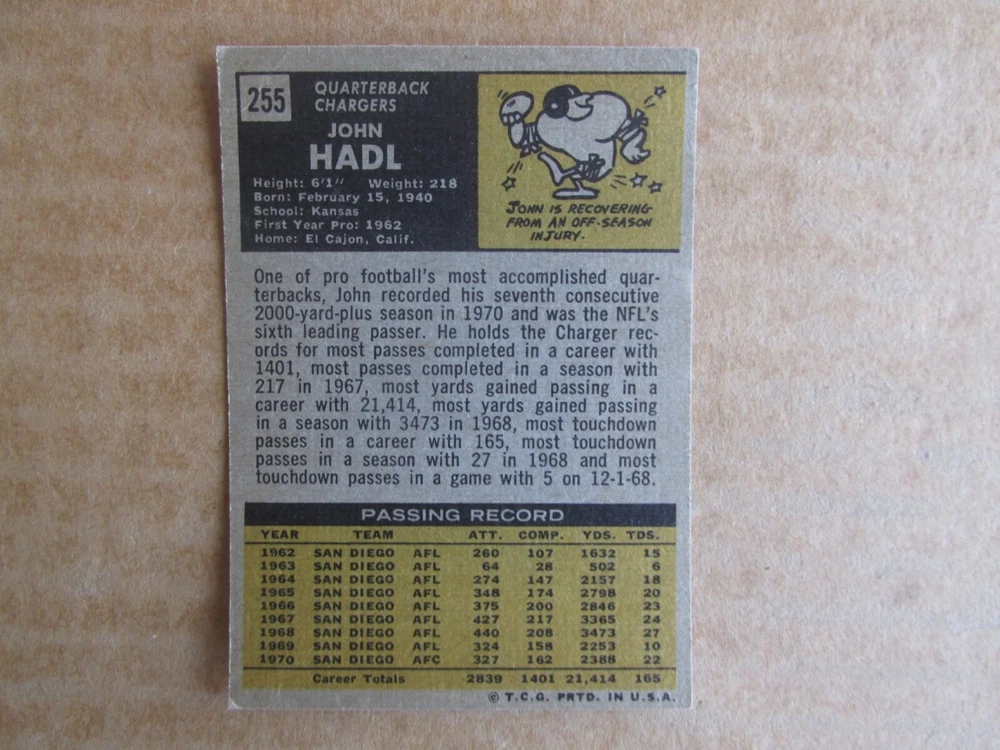 255
QUARTERBACK
CHARGERS
JOHN
HADL
Height: 6'1" Weight: 218
Born: February 15, 1940
School: Kansas
First Year Pro: 1962
Home: El Cajon, Calif.
JOHN IS RECOVERING
FROM AN OFF-SEASON
INJURY.
One of pro football's most accomplished quar-
terbacks, John recorded his seventh consecutive
2000-yard-plus season in 1970 and was the NFL's
sixth leading passer. He holds the Charger rec-
ords for most passes completed in a career with
1401, most passes completed in a season with
217 in 1967, most yards gained passing in a
career with 21,414, most yards gained passing
in a season with 3473 in 1968, most touchdown
passes in a career with 165, most touchdown
passes in a season with 27 in 1968 and most
touchdown passes in a game with 5 on 12-1-68.
PASSING RECORD
YEAR TEAM ATT. COMP. YDS. TDS.
1962 SAN DIEGO AFL 260 107 1632 15
1963 SAN DIEGO AFL 64 28 502 6
1964 SAN DIEGO AFL 274 147 2157 18
1965 SAN DIEGO AFL 348 174 2798 20
1966 SAN DIEGO AFL 375 200 2846 23
1967 SAN DIEGO AFL 427 217 3365 24
1968 SAN DIEGO AFL 440 208 3473 27
1969 SAN DIEGO AFL 324 158 2253 10
1970 SAN DIEGO AFC 327 162 2388 22
Career Totals 2839 1401 21,414 165
© T.C.G. PRTD. IN U.S.A.